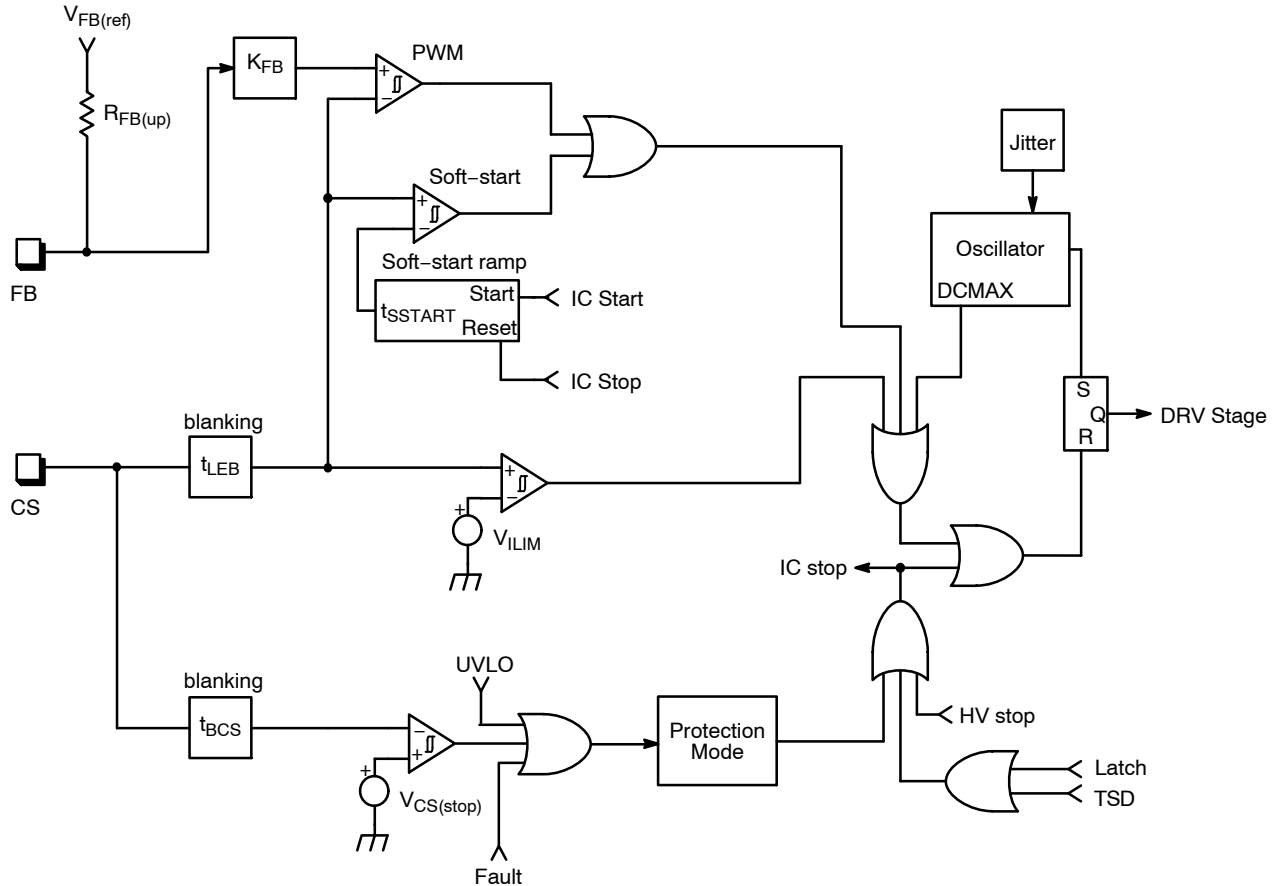 VFB(ref)
KFB
+
−
PWM
RFB(up)
Jitter
Soft−start
+
−
Oscillator
DCMAX
Soft−start ramp
FB
Start
tSSTART
Reset
IC Start
IC Stop
S
Q
R
DRV Stage
blanking
tLEB
+
−
CS
+
VILIM
IC stop
UVLO
blanking
tBCS
−
+
Protection
Mode
HV stop
+
VCS(stop)
Latch
TSD
Fault